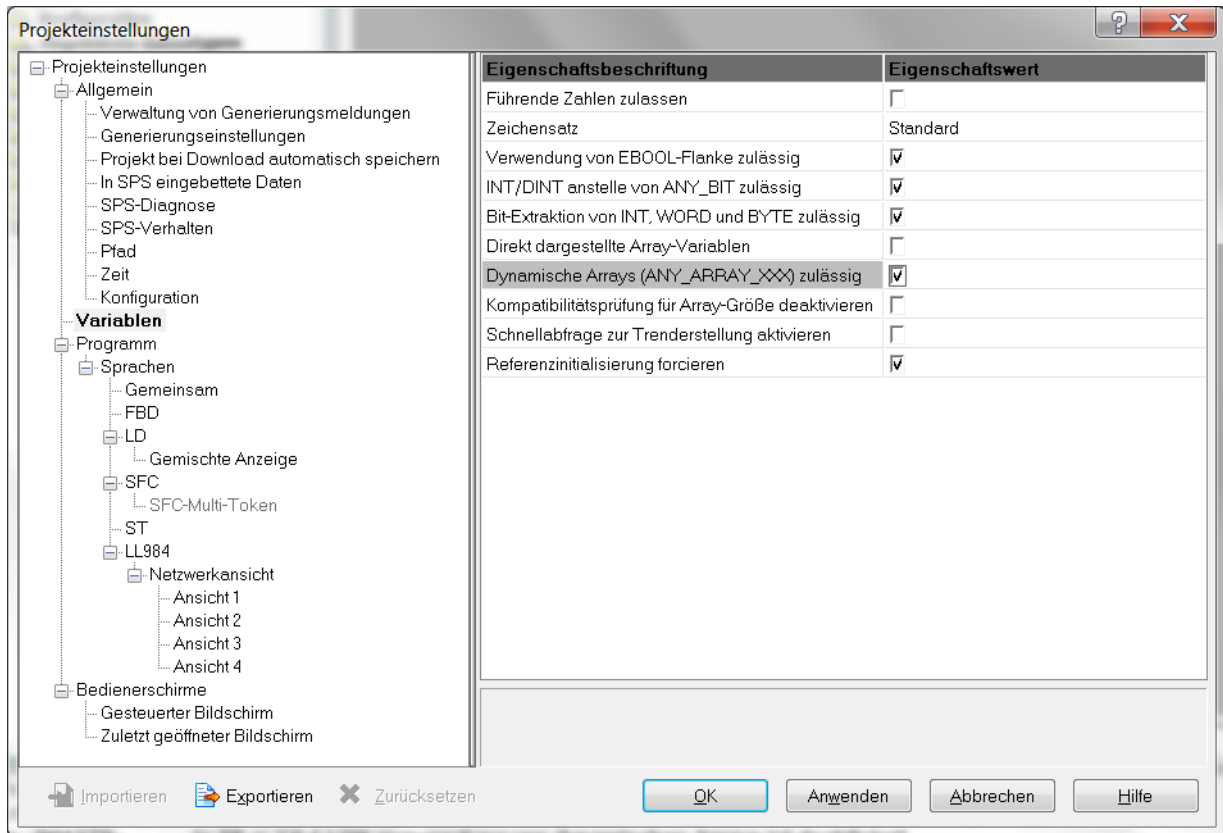 Projekteinstellungen
Projekteinstellungen
Allgemein
Verwaltung von Generierungsmeldungen
Generierungseinstellungen
Projekt bei Download automatisch speichern
In SPS eingebettete Daten
SPS-Diagnose
SPS-Verhalten
Pfad
Zeit
Konfiguration
Variablen
Programm
Sprachen
Gemeinsam
FBD
LD
Gemischte Anzeige
SFC
SFC-Multi-Token
ST
LL984
Netzwerkansicht
Ansicht 1
Ansicht 2
Ansicht 3
Ansicht 4
Bedienerschirme
Gesteuerter Bildschirm
Zuletzt geöffneter Bildschirm
Eigenschaftsbeschriftung Eigenschaftswert
Führende Zahlen zulassen
Zeichensatz Standard
Verwendung von EBOOL-Flanke zulässig
INT/DINT anstelle von ANY_BIT zulässig
Bit-Extraktion von INT, WORD und BYTE zulässig
Direkt dargestellte Array-Variablen
Dynamische Arrays (ANY_ARRAY_XXX) zulässig
Kompatibilitätsprüfung für Array-Größe deaktivieren
Schnellabfrage zur Trenderstellung aktivieren
Referenzinitialisierung forcieren
Importieren Exportieren Zurücksetzen OK Anwenden Abbrechen Hilfe